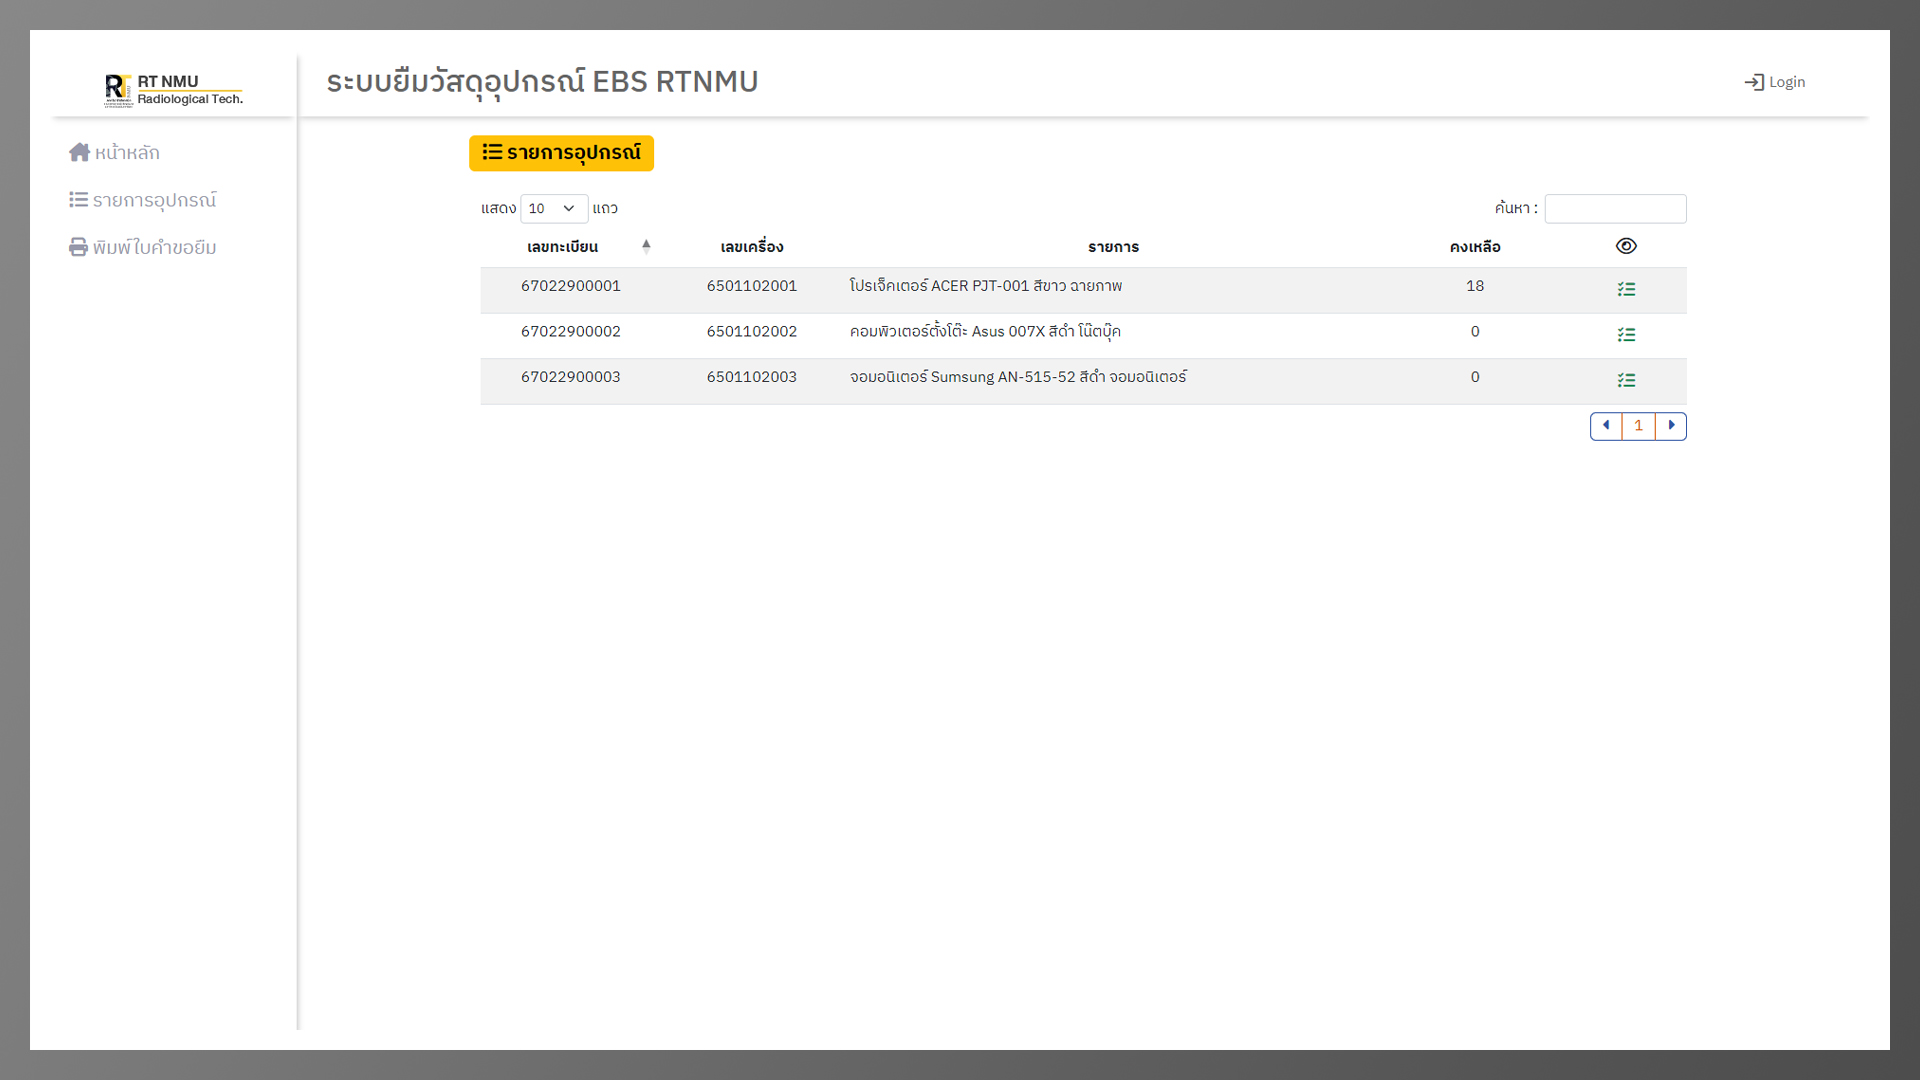 RT NMU
Radiological Tech.
ระบบยืมวัสดุอุปกรณ์ EBS RTNMU
Login
หน้าหลัก
รายการอุปกรณ์
พิมพ์ใบคำขอยืม
รายการอุปกรณ์
แสดง 10 แถว
ค้นหา :
เลขทะเบียน เลขเครื่อง รายการ คงเหลือ
67022900001 6501102001 โปรเจ็คเตอร์ ACER PJT-001 สีขาว ฉายภาพ 18
67022900002 6501102002 คอมพิวเตอร์ตั้งโต๊ะ Asus 007X สีดำ โน๊ตบุ๊ค 0
67022900003 6501102003 จอมอนิเตอร์ Sumsung AN-515-52 สีดำ จอมอนิเตอร์ 0
1